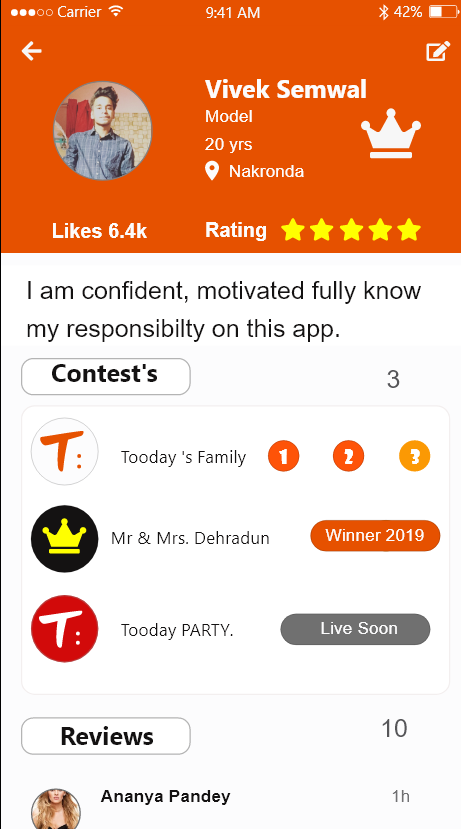 Carrier 9:41 AM 42%
Vivek Semwal
Model
20 yrs
Nakronda
Likes 6.4k Rating
I am confident, motivated fully know
my responsibilty on this app.
Contest's 3
T: Tooday 's Family 1 2 3
Mr & Mrs. Dehradun Winner 2019
T: Tooday PARTY. Live Soon
Reviews 10
Ananya Pandey 1h